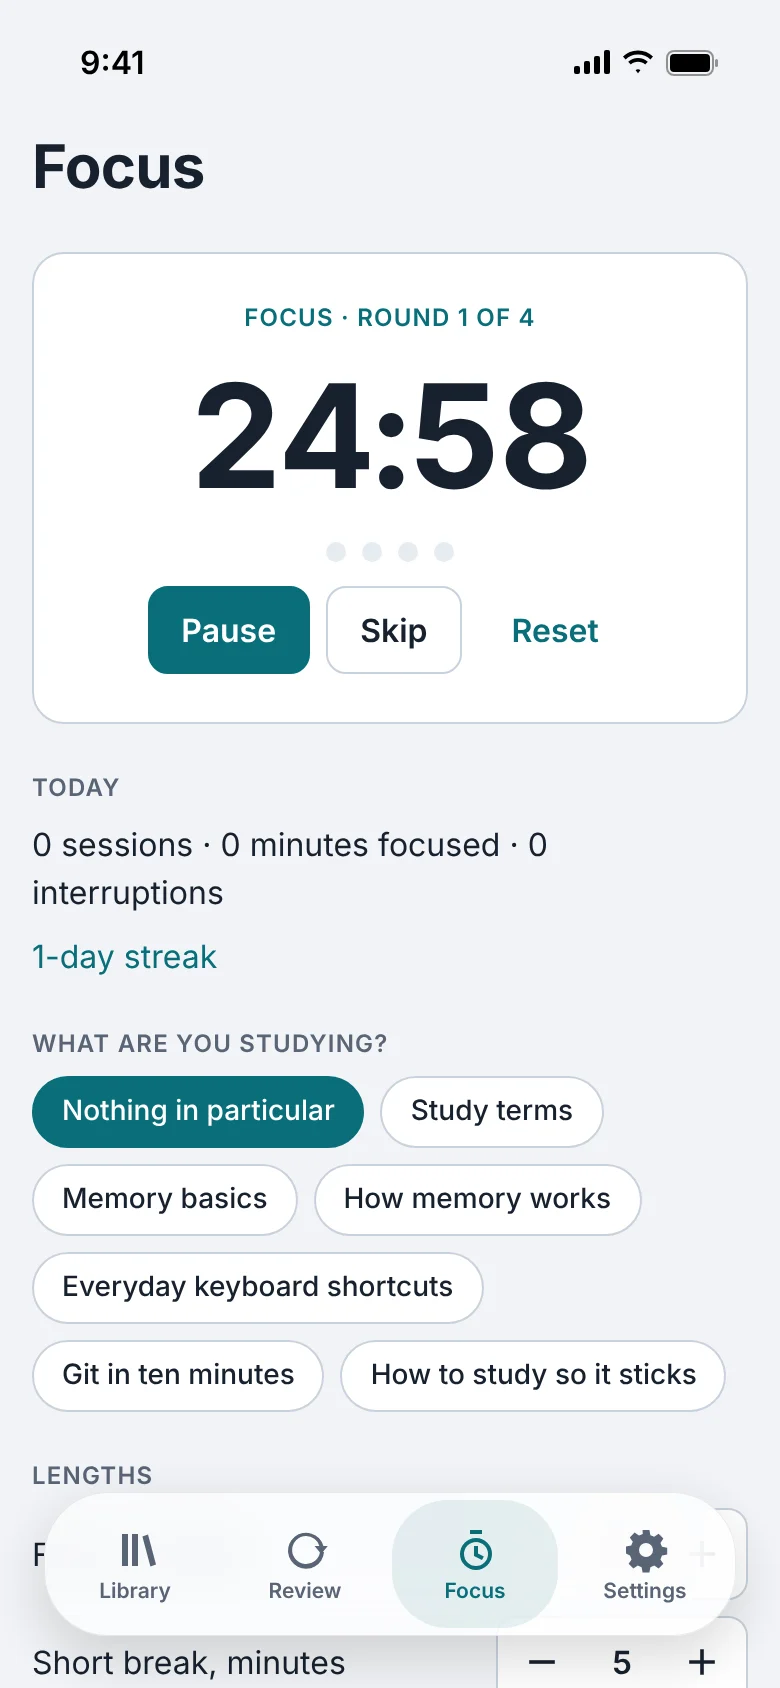 9:41
Focus
FOCUS · ROUND 1 OF 4
24:58
Pause
Skip
Reset
TODAY
0 sessions · 0 minutes focused · 0
interruptions
1-day streak
WHAT ARE YOU STUDYING?
Nothing in particular
Study terms
Memory basics
How memory works
Everyday keyboard shortcuts
Git in ten minutes
How to study so it sticks
LENGTHS
Library
Review
Focus
Settings
Short break, minutes
− 5 +